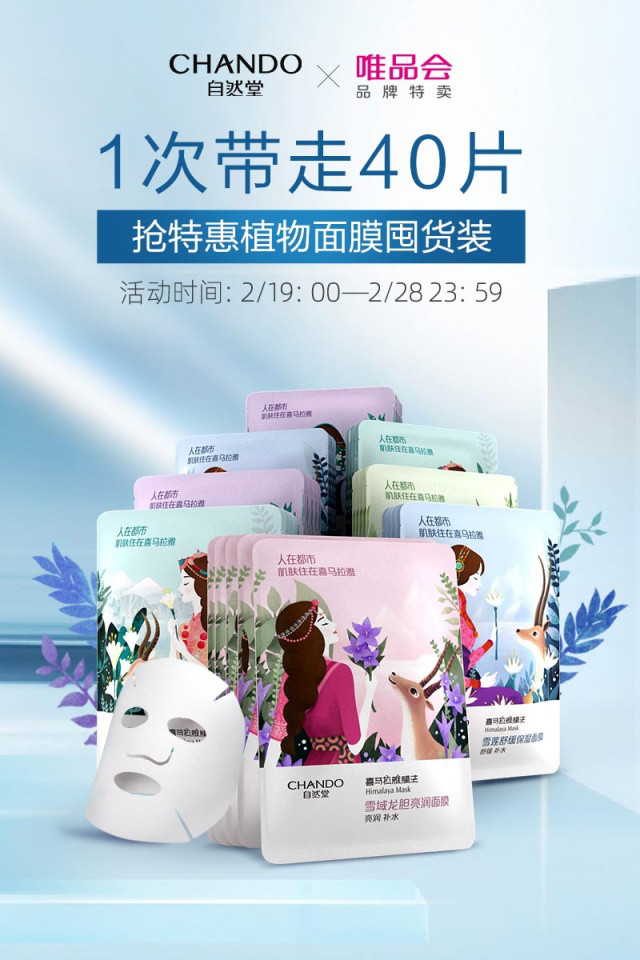 CHANDO
自然堂
×
唯品会
品牌特卖
1次带走40片
抢特惠植物面膜囤货装
活动时间: 2/19: 00—2/28 23: 59
人在都市
肌肤住在喜马拉雅
人在都市
肌肤住在喜马拉雅
人在都市
肌肤住在喜马拉雅
人在都市
肌肤住在喜马拉雅
人在都市
肌肤住在喜马拉雅
人在都市
肌肤住在喜马拉雅
人在都市
肌肤住在喜马拉雅
人在都市
肌肤住在喜马拉雅
喜马拉雅膜法
Himalaya Mask
雪莲舒缓保湿面膜
舒缓 补水
CHANDO
自然堂
喜马拉雅膜法
Himalaya Mask
雪域龙胆亮润面膜
亮润 补水